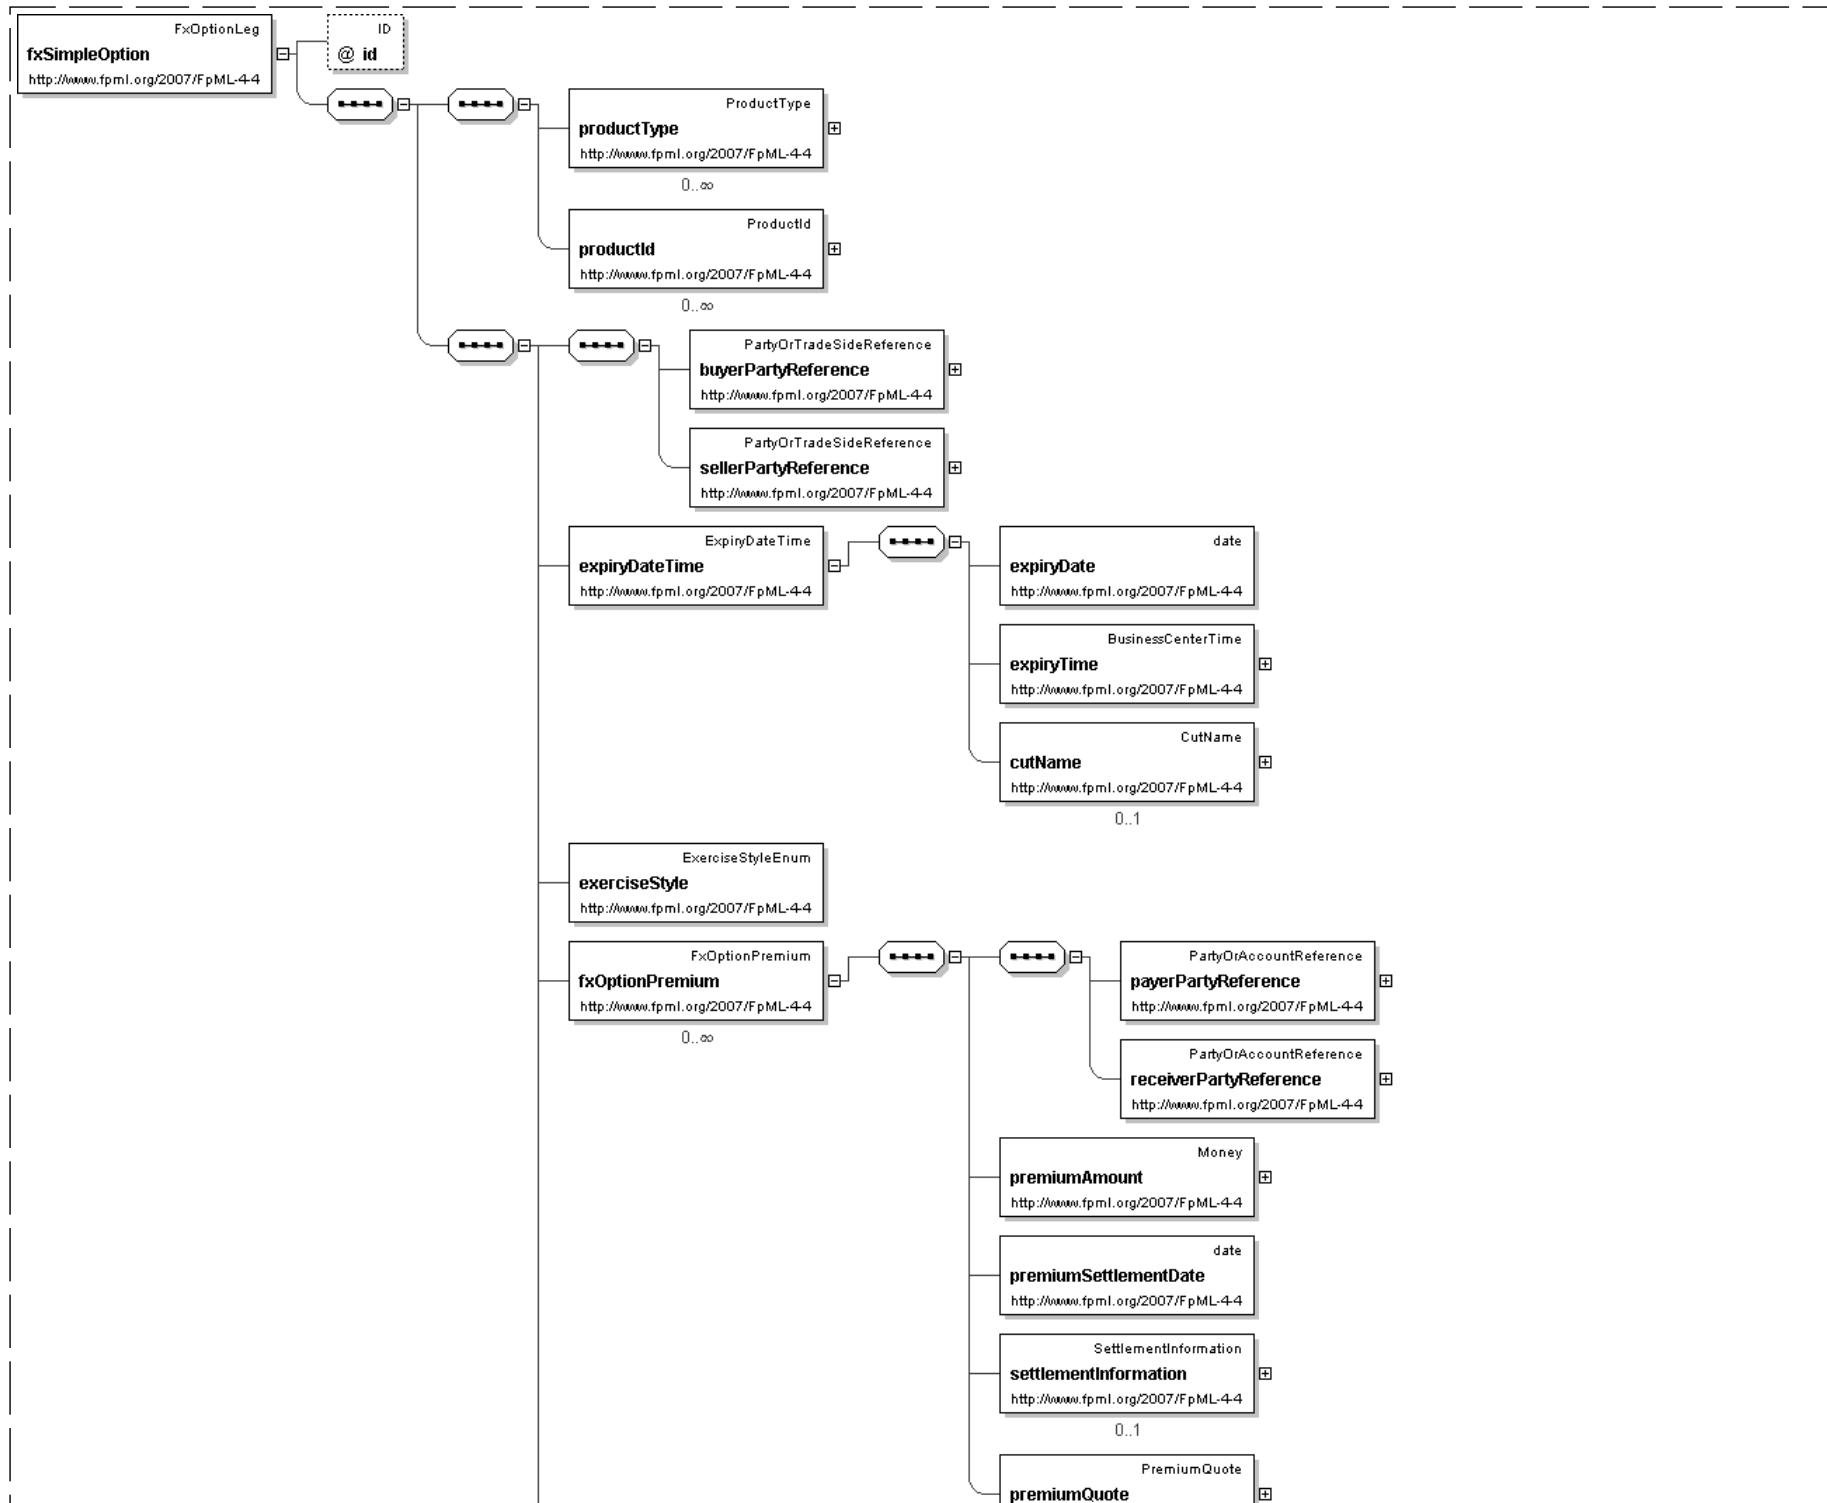 FxOptionLeg
fxSimpleOption
http://www.fpml.org/2007/FpML-4-4
ID
@ id
ProductType
productType
http://www.fpml.org/2007/FpML-4-4
0..∞
ProductId
productId
http://www.fpml.org/2007/FpML-4-4
0..∞
PartyOrTradeSideReference
buyerPartyReference
http://www.fpml.org/2007/FpML-4-4
PartyOrTradeSideReference
sellerPartyReference
http://www.fpml.org/2007/FpML-4-4
ExpiryDateTime
expiryDateTime
http://www.fpml.org/2007/FpML-4-4
date
expiryDate
http://www.fpml.org/2007/FpML-4-4
BusinessCenterTime
expiryTime
http://www.fpml.org/2007/FpML-4-4
CutName
cutName
http://www.fpml.org/2007/FpML-4-4
0..1
ExerciseStyleEnum
exerciseStyle
http://www.fpml.org/2007/FpML-4-4
FxOptionPremium
fxOptionPremium
http://www.fpml.org/2007/FpML-4-4
0..∞
PartyOrAccountReference
payerPartyReference
http://www.fpml.org/2007/FpML-4-4
PartyOrAccountReference
receiverPartyReference
http://www.fpml.org/2007/FpML-4-4
Money
premiumAmount
http://www.fpml.org/2007/FpML-4-4
date
premiumSettlementDate
http://www.fpml.org/2007/FpML-4-4
SettlementInformation
settlementInformation
http://www.fpml.org/2007/FpML-4-4
0..1
PremiumQuote
premiumQuote